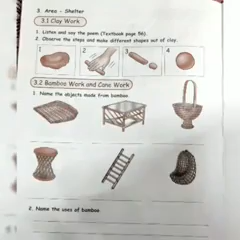 3. Area - Shelter
3.1 Clay Work
1. Listen and say the poem (Textbook page 56).
2. Observe the steps and make different shapes out of clay.
1 2 3 4
3.2 Bamboo Work and Cane Work
1. Name the objects made from bamboo.
2. Name the uses of bamboo